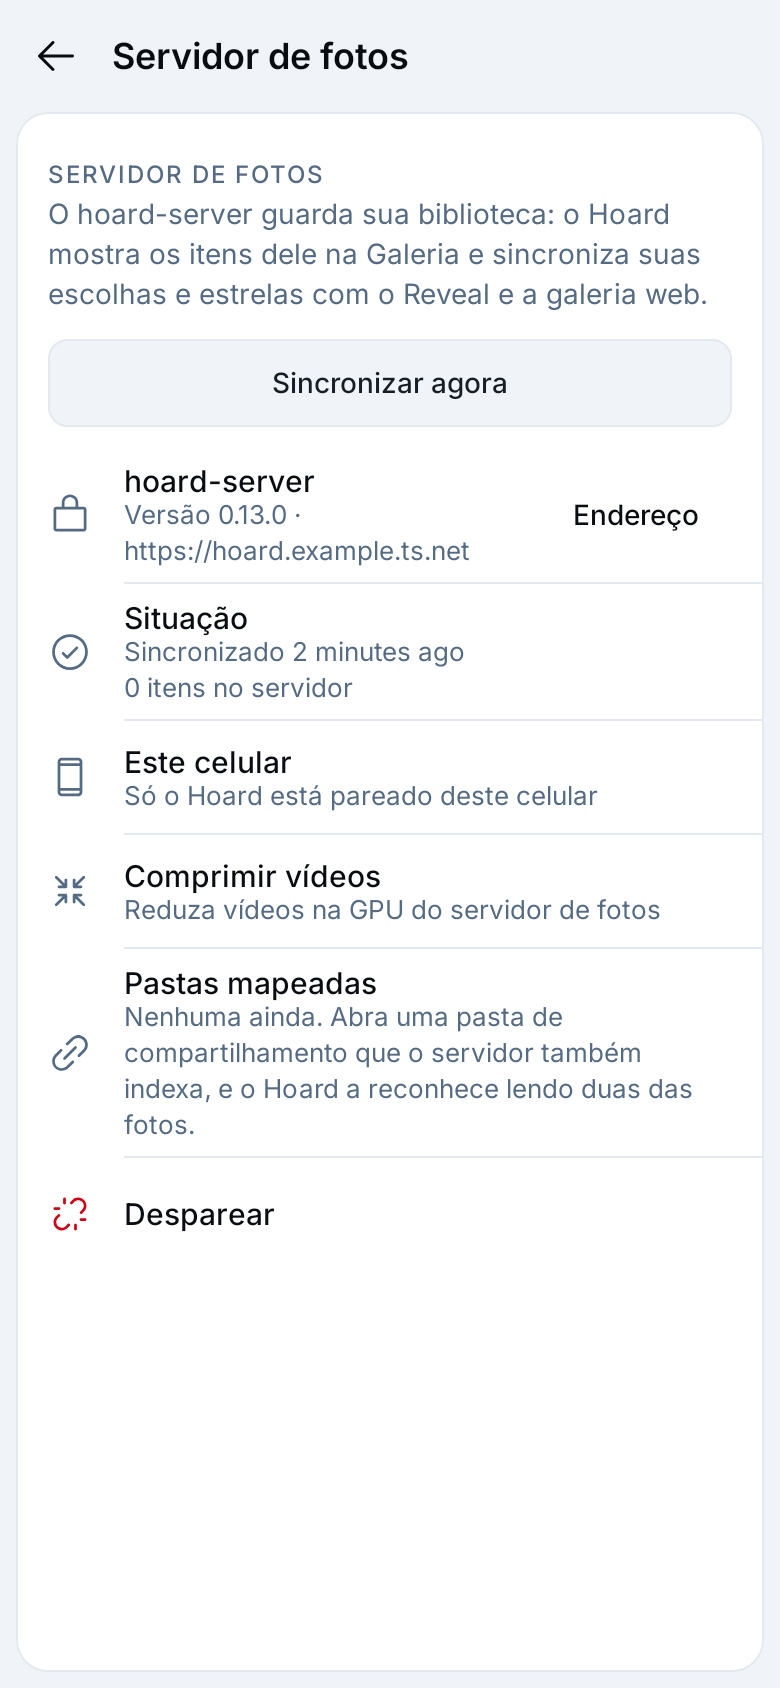 Servidor de fotos
SERVIDOR DE FOTOS
O hoard-server guarda sua biblioteca: o Hoard
mostra os itens dele na Galeria e sincroniza suas
escolhas e estrelas com o Reveal e a galeria web.
Sincronizar agora
hoard-server
Versão 0.13.0 ·
https://hoard.example.ts.net
Endereço
Situação
Sincronizado 2 minutes ago
0 itens no servidor
Este celular
Só o Hoard está pareado deste celular
Comprimir vídeos
Reduza vídeos na GPU do servidor de fotos
Pastas mapeadas
Nenhuma ainda. Abra uma pasta de
compartilhamento que o servidor também
indexa, e o Hoard a reconhece lendo duas das
fotos.
Desparear